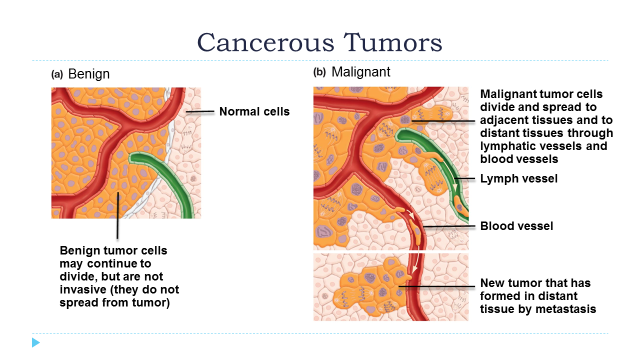 Cancerous Tumors
(a) Benign
Normal cells
Benign tumor cells
may continue to
divide, but are not
invasive (they do not
spread from tumor)
(b) Malignant
Malignant tumor cells
divide and spread to
adjacent tissues and to
distant tissues through
lymphatic vessels and
blood vessels
Lymph vessel
Blood vessel
New tumor that has
formed in distant
tissue by metastasis